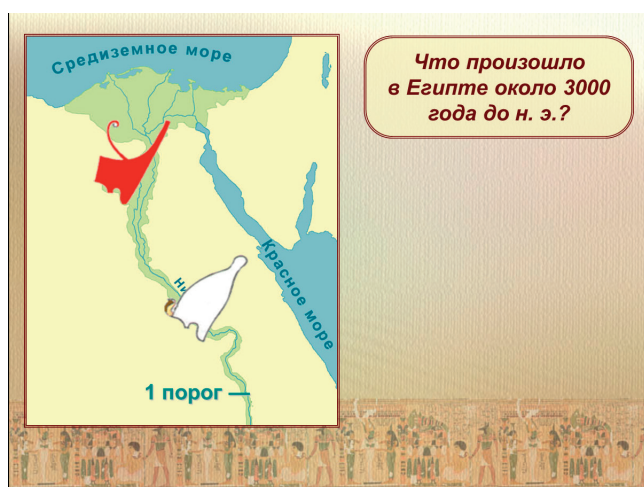 Средиземное море
Что произошло
в Египте около 3000
года до н. э.?
Красное море
1 порог